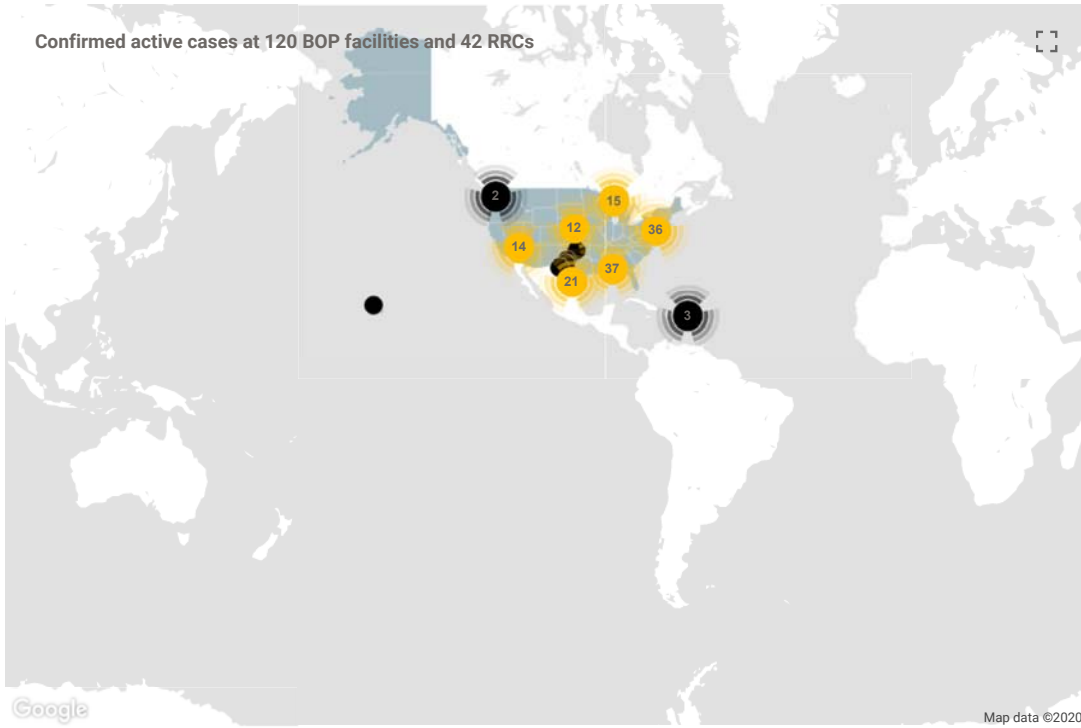 Confirmed active cases at 120 BOP facilities and 42 RRCs
2
15
12
36
14
37
21
3
Google
Map data ©2020